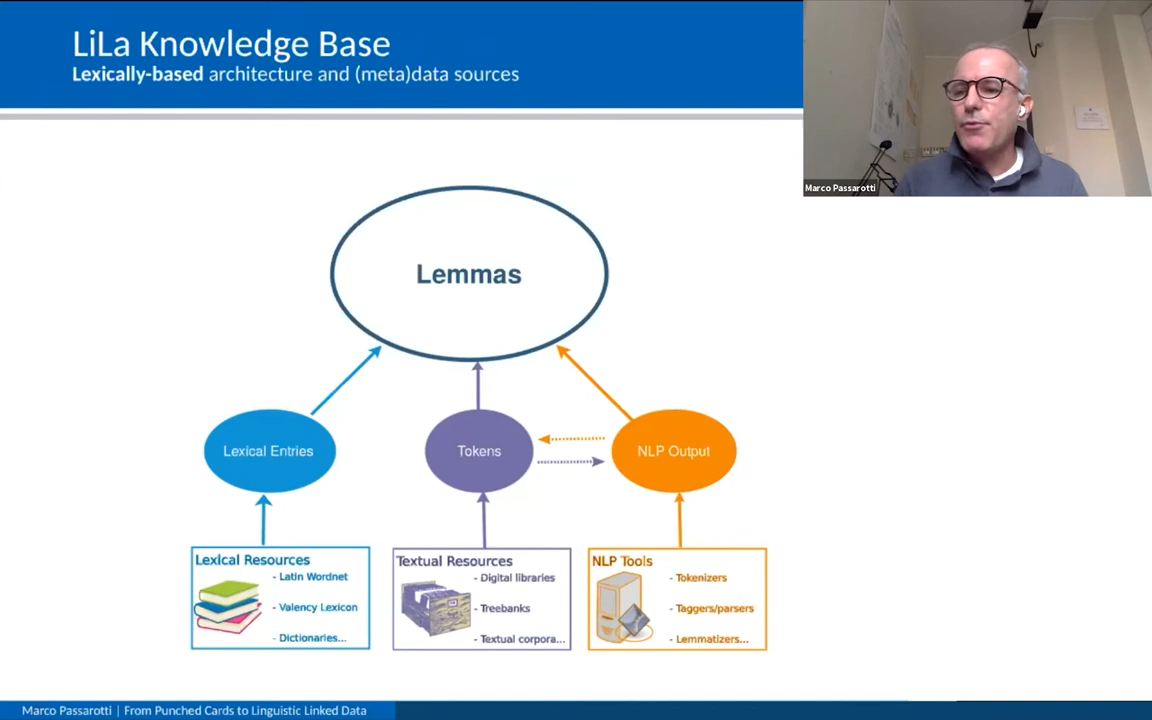 LiLa Knowledge Base
Lexically-based architecture and (meta)data sources
Marco Passarotti
Lemmas
Lexical Entries
Tokens
NLP Output
Lexical Resources
- Latin Wordnet
- Valency Lexicon
- Dictionaries...
Textual Resources
- Digital libraries
- Treebanks
- Textual corpora...
NLP Tools
- Tokenizers
- Taggers/parsers
- Lemmatizers...
Marco Passarotti | From Punched Cards to Linguistic Linked Data